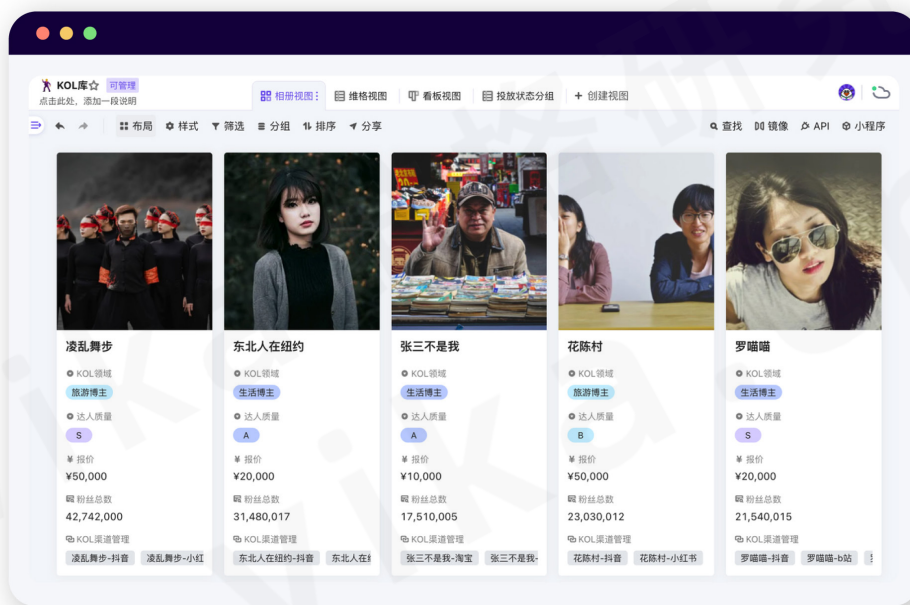 KOL库 可管理
点击此处，添加一段说明
相册视图 维格视图 看板视图 投放状态分组 + 创建视图
布局 样式 筛选 分组 排序 分享 查找 镜像 API 小程序
凌乱舞步
KOL领域
旅游博主
达人质量
S
¥ 报价
¥50,000
粉丝总数
42,742,000
KOL渠道管理
凌乱舞步-抖音 凌乱舞步-小红
东北人在纽约
KOL领域
生活博主
达人质量
A
¥ 报价
¥20,000
粉丝总数
31,480,017
KOL渠道管理
东北人在纽约-抖音 东北人在
张三不是我
KOL领域
生活博主
达人质量
A
¥ 报价
¥10,000
粉丝总数
17,510,005
KOL渠道管理
张三不是我-淘宝 张三不是我-
花陈村
KOL领域
旅游博主
达人质量
B
¥ 报价
¥50,000
粉丝总数
23,030,012
KOL渠道管理
花陈村-抖音 花陈村-小红书
罗喵喵
KOL领域
生活博主
达人质量
S
¥ 报价
¥20,000
粉丝总数
21,540,015
KOL渠道管理
罗喵喵-抖音 罗喵喵-b站
vika